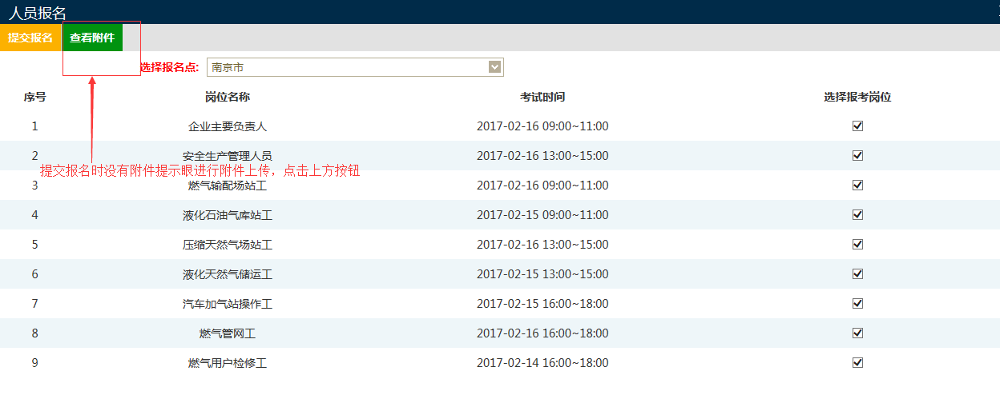 人员报名
提交报名 查看附件
选择报名点: 南京市
序号 岗位名称 考试时间 选择报考岗位
1 企业主要负责人 2017-02-16 09:00~11:00
2 安全生产管理人员 2017-02-16 13:00~15:00
提交报名时没有附件提示眼进行附件上传，点击上方按钮
3 燃气输配场站工 2017-02-16 09:00~11:00
4 液化石油气库站工 2017-02-15 09:00~11:00
5 压缩天然气场站工 2017-02-16 13:00~15:00
6 液化天然气储运工 2017-02-15 13:00~15:00
7 汽车加气站操作工 2017-02-15 16:00~18:00
8 燃气管网工 2017-02-16 16:00~18:00
9 燃气用户检修工 2017-02-14 16:00~18:00